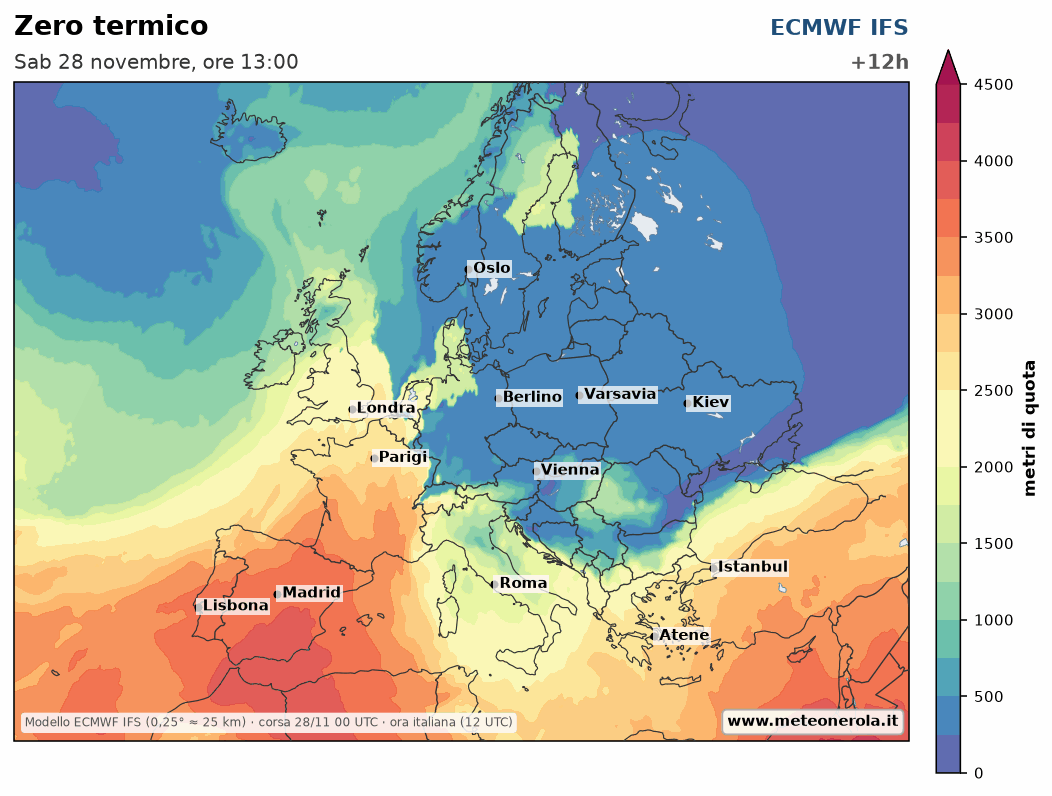 Zero termico
ECMWF IFS
Sab 28 novembre, ore 13:00
+12h
4500
4000
3500
3000
2500
2000
1500
1000
500
0
metri di quota
Oslo
Londra
Berlino
Varsavia
Kiev
Parigi
Vienna
Istanbul
Roma
Madrid
Lisbona
Atene
Modello ECMWF IFS (0,25° ≈ 25 km) · corsa 28/11 00 UTC · ora italiana (12 UTC)
www.meteonerola.it